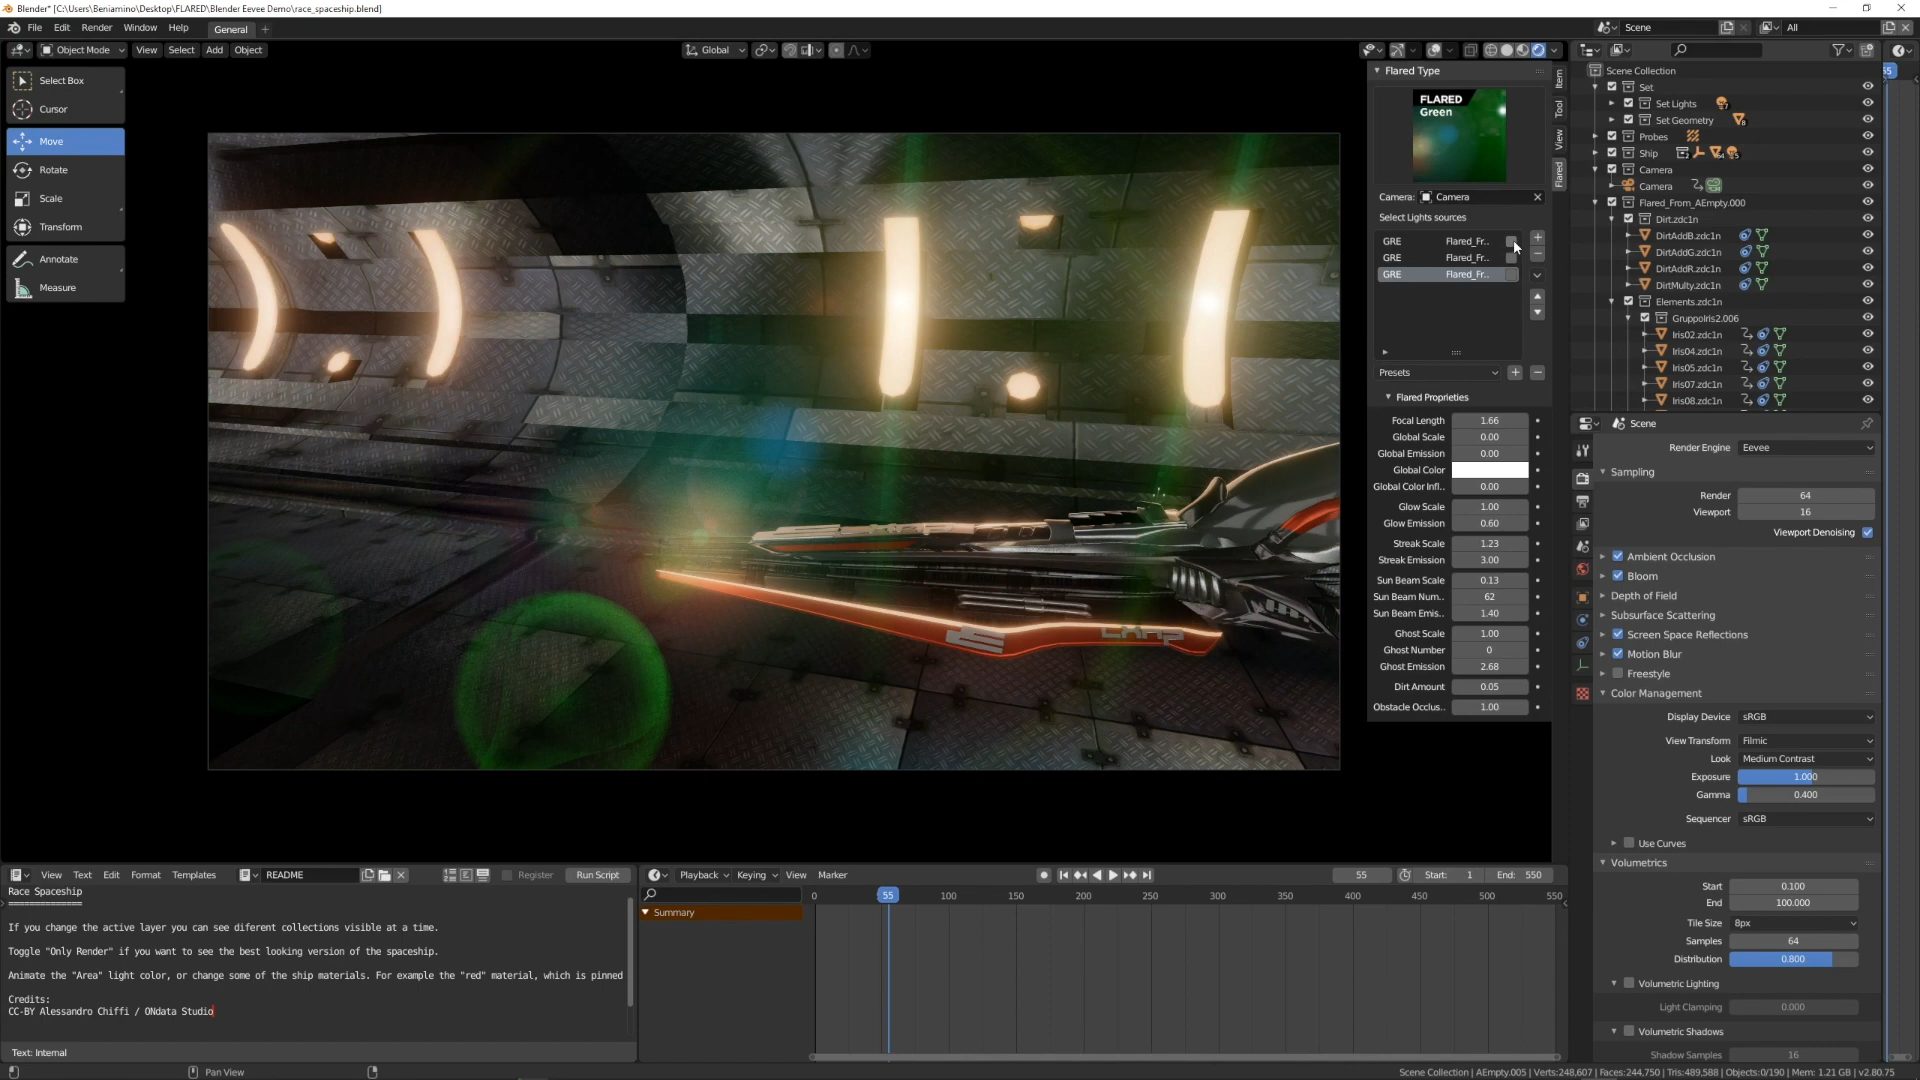 Blender* [C:\Users\Beniamino\Desktop\FLARED\Blender Eevee Demo\race_spaceship.blend]
File Edit Render Window Help General + Scene All
Object Mode View Select Add Object Global
Select Box
Cursor
Move
Rotate
Scale
Transform
Annotate
Measure
Flared Type
FLARED
Green
Camera: Camera
Select Lights sources
GRE Flared_Fr..
GRE Flared_Fr..
GRE Flared_Fr..
Presets
Flared Proprieties
Focal Length 1.66
Global Scale 0.00
Global Emission 0.00
Global Color
Global Color Infl.. 0.00
Glow Scale 1.00
Glow Emission 0.60
Streak Scale 1.23
Streak Emission 3.00
Sun Beam Scale 0.13
Sun Beam Num.. 62
Sun Beam Emis.. 1.40
Ghost Scale 1.00
Ghost Number 0
Ghost Emission 2.68
Dirt Amount 0.05
Obstacle Occlus.. 1.00
Item
Tool
View
Flared
Scene Collection
Set
Set Lights
Set Geometry
Probes
Ship
Camera
Camera
Flared_From_AEmpty.000
Dirt.zdc1n
DirtAddB.zdc1n
DirtAddG.zdc1n
DirtAddR.zdc1n
DirtMulty.zdc1n
Elements.zdc1n
GruppoIris2.006
Iris02.zdc1n
Iris04.zdc1n
Iris05.zdc1n
Iris07.zdc1n
Iris08.zdc1n
Scene
Render Engine Eevee
Sampling
Render 64
Viewport 16
Viewport Denoising
Ambient Occlusion
Bloom
Depth of Field
Subsurface Scattering
Screen Space Reflections
Motion Blur
Freestyle
Color Management
Display Device sRGB
View Transform Filmic
Look Medium Contrast
Exposure 1.000
Gamma 0.400
Sequencer sRGB
Use Curves
Volumetrics
Start 0.100
End 100.000
Tile Size 8px
Samples 64
Distribution 0.800
Volumetric Lighting
Light Clamping 0.000
Volumetric Shadows
Shadow Samples 16
View Text Edit Format Templates README Register Run Script
Race Spaceship
==============
If you change the active layer you can see diferent collections visible at a time.
Toggle "Only Render" if you want to see the best looking version of the spaceship.
Animate the "Area" light color, or change some of the ship materials. For example the "red" material, which is pinned
Credits:
CC-BY Alessandro Chiffi / ONdata Studio
Text: Internal
Playback Keying View Marker 55 Start: 1 End: 550
0 55 100 150 200 250 300 350 400 450 500 550
Summary
Pan View
Scene Collection | AEmpty.005 | Verts:248,607 | Faces:244,750 | Tris:489,588 | Objects:0/190 | Mem: 1.21 GB | v2.80.75